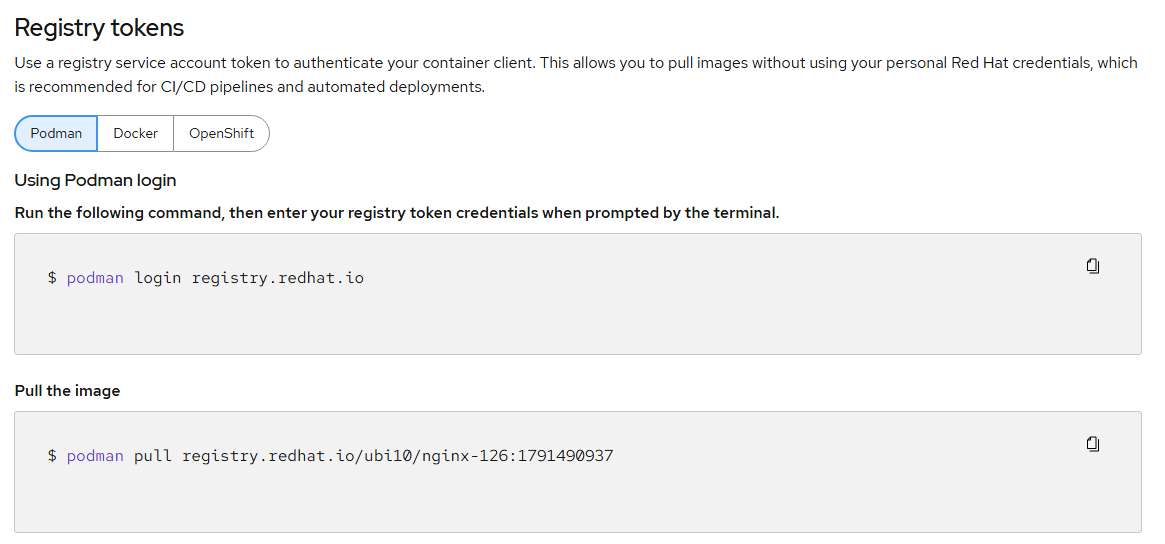 Registry tokens
Use a registry service account token to authenticate your container client. This allows you to pull images without using your personal Red Hat credentials, which
is recommended for CI/CD pipelines and automated deployments.
Podman Docker OpenShift
Using Podman login
Run the following command, then enter your registry token credentials when prompted by the terminal.
$ podman login registry.redhat.io
Pull the image
$ podman pull registry.redhat.io/ubi10/nginx-126:1791490937